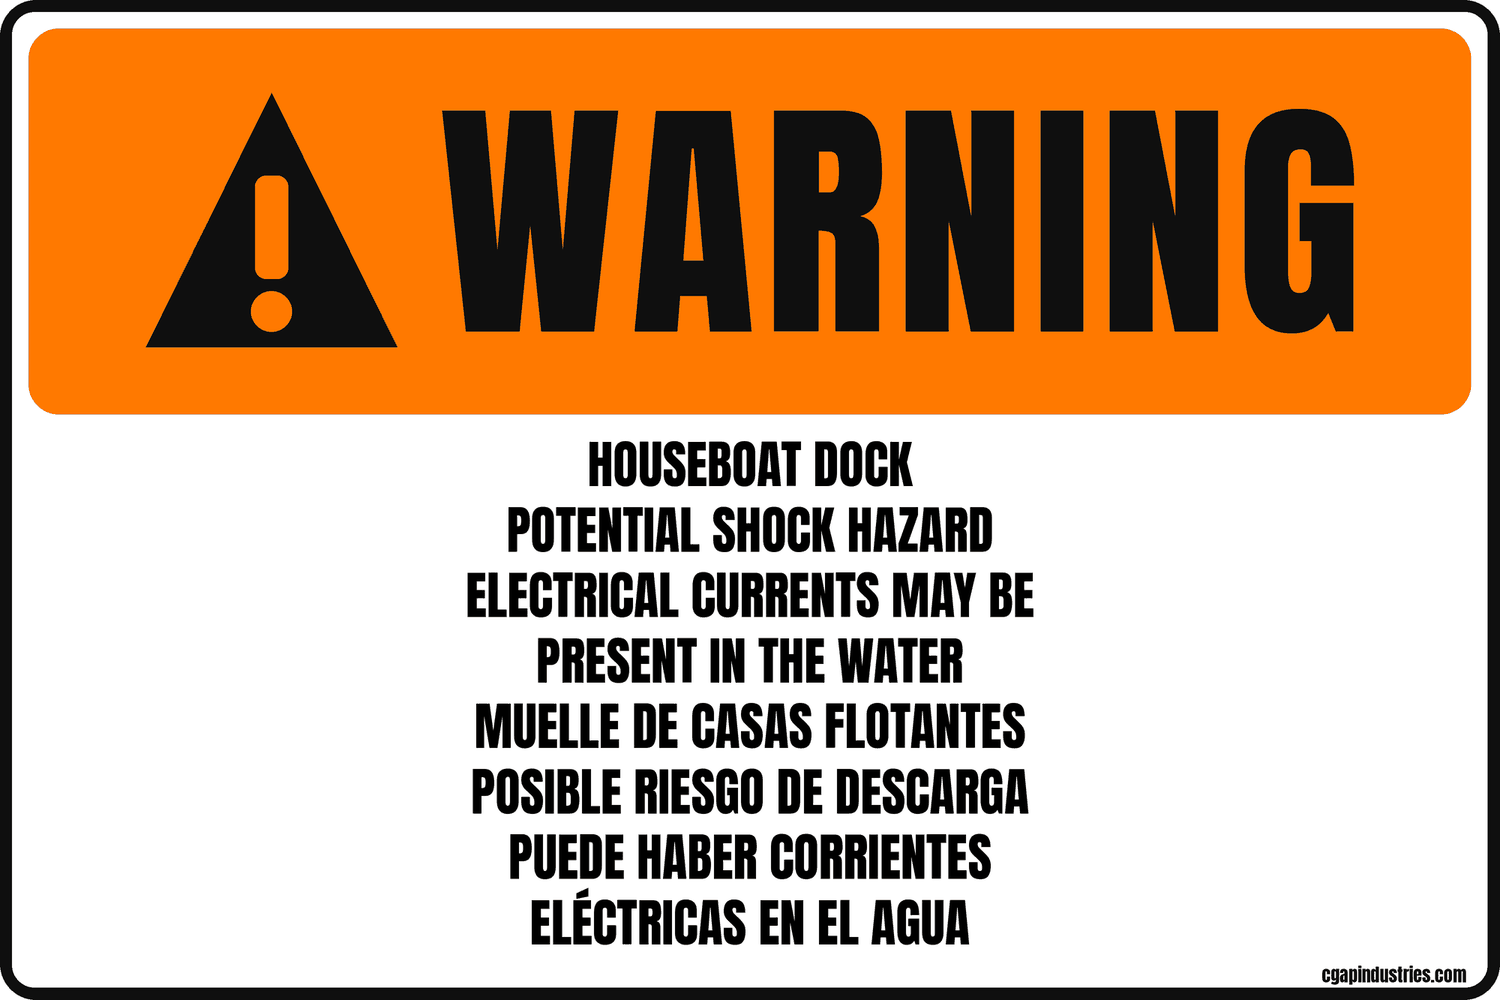 WARNING
HOUSEBOAT DOCK
POTENTIAL SHOCK HAZARD
ELECTRICAL CURRENTS MAY BE
PRESENT IN THE WATER
MUELLE DE CASAS FLOTANTES
POSIBLE RIESGO DE DESCARGA
PUEDE HABER CORRIENTES
ELÉCTRICAS EN EL AGUA
cgapindustries.com